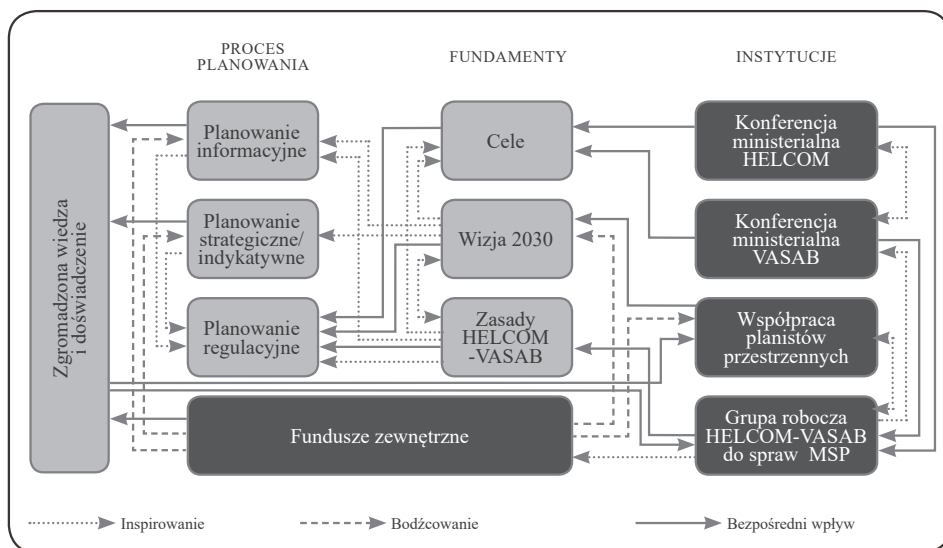 PROCES
PLANOWANIA
FUNDAMENTY
INSTYTUCJE
Zgromadzona wiedza
i doświadczenie
Planowanie
informacyjne
Cele
Konferencja
ministerialna
HELCOM
Planowanie
strategiczne/
indykatywne
Wizja 2030
Konferencja
ministerialna
VASAB
Planowanie
regulacyjne
Zasady
HELCOM
-VASAB
Współpraca
planistów
przestrzennych
Fundusze zewnętrzne
Grupa robocza
HELCOM-VASAB
do spraw MSP
Inspirowanie
Bodźcowanie
Bezpośredni wpływ